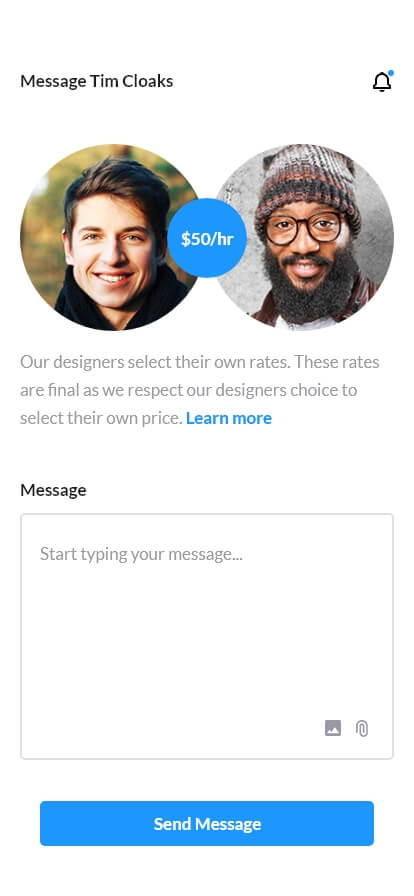 Message Tim Cloaks
$50/hr
Our designers select their own rates. These rates
are final as we respect our designers choice to
select their own price. Learn more
Message
Start typing your message...
Send Message